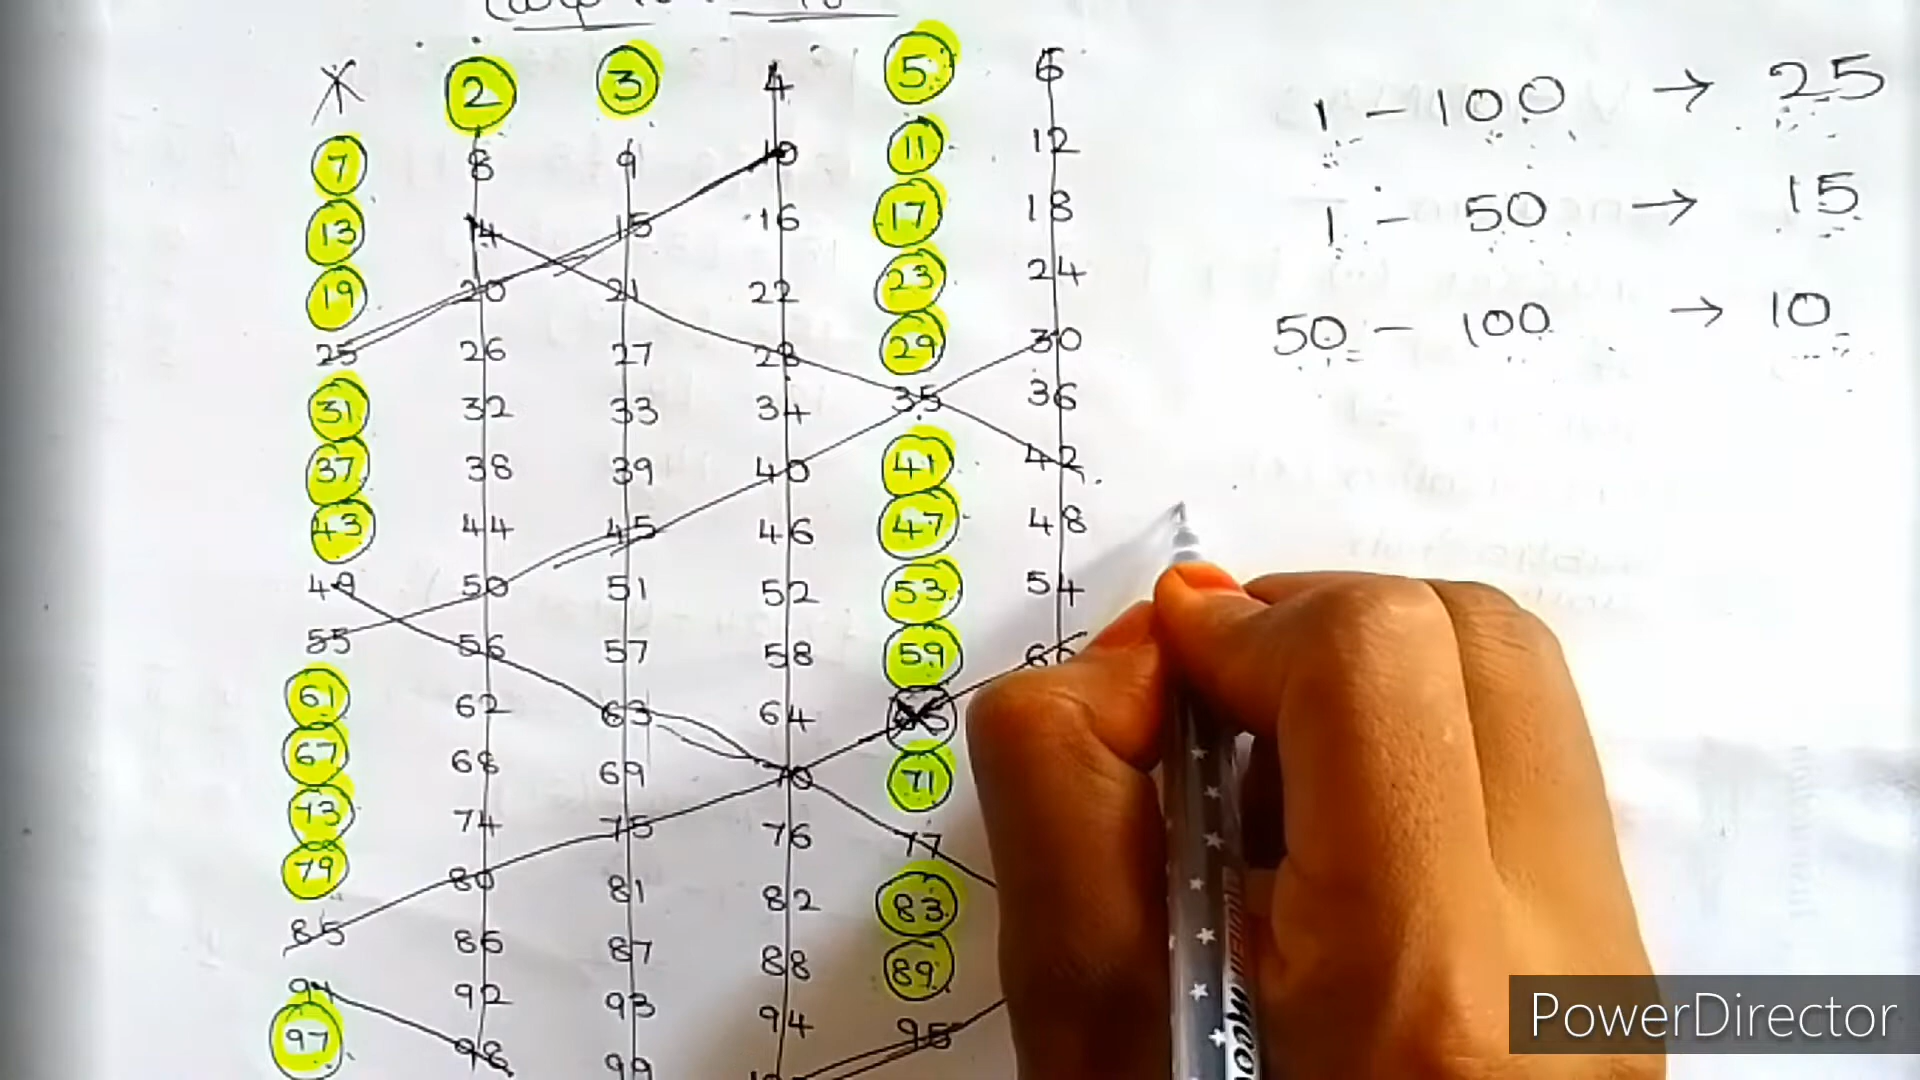 1 2 3 4 5 6
7 8 9 10 11 12
13 14 15 16 17 18
19 20 21 22 23 24
25 26 27 28 29 30
31 32 33 34 35 36
37 38 39 40 41 42
43 44 45 46 47 48
49 50 51 52 53 54
55 56 57 58 59 66
61 62 63 64 65
67 68 69 70 71
73 74 75 76 77
79 80 81 82 83
85 86 87 88 89
91 92 93 94 95
97 98 99
1 - 100 → 25
1 - 50 → 15
50 - 100 → 10
PowerDirector